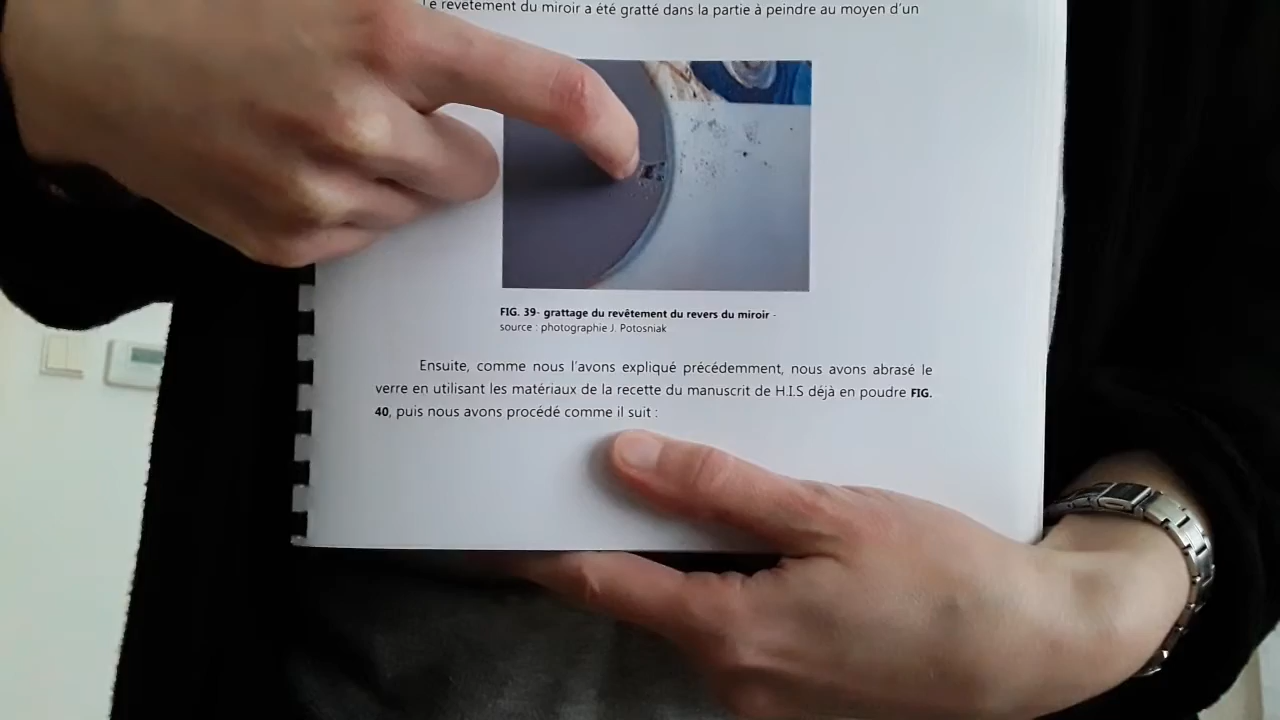 Le revêtement du miroir a été gratté dans la partie à peindre au moyen d'un
FIG. 39- grattage du revêtement du revers du miroir -
source : photographie J. Potosniak
Ensuite, comme nous l'avons expliqué précédemment, nous avons abrasé le
verre en utilisant les matériaux de la recette du manuscrit de H.I.S déjà en poudre FIG.
40, puis nous avons procédé comme il suit :